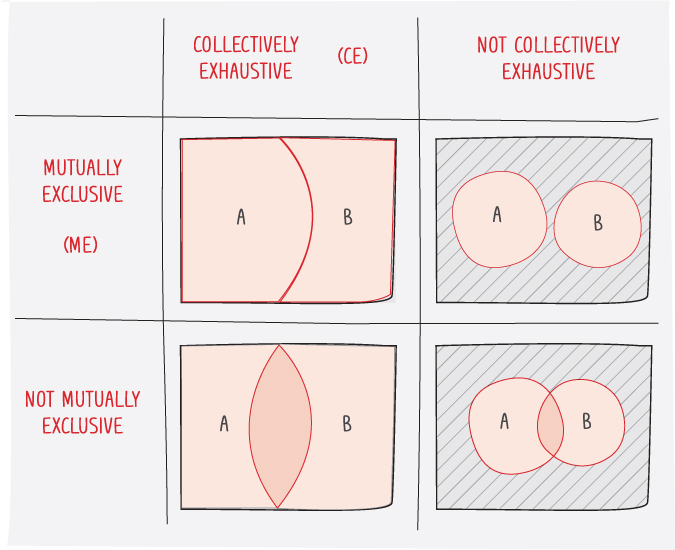 COLLECTIVELY (CE)
EXHAUSTIVE
NOT COLLECTIVELY
EXHAUSTIVE
MUTUALLY
EXCLUSIVE
(ME)
A B
A B
NOT MUTUALLY
EXCLUSIVE
A B
A B